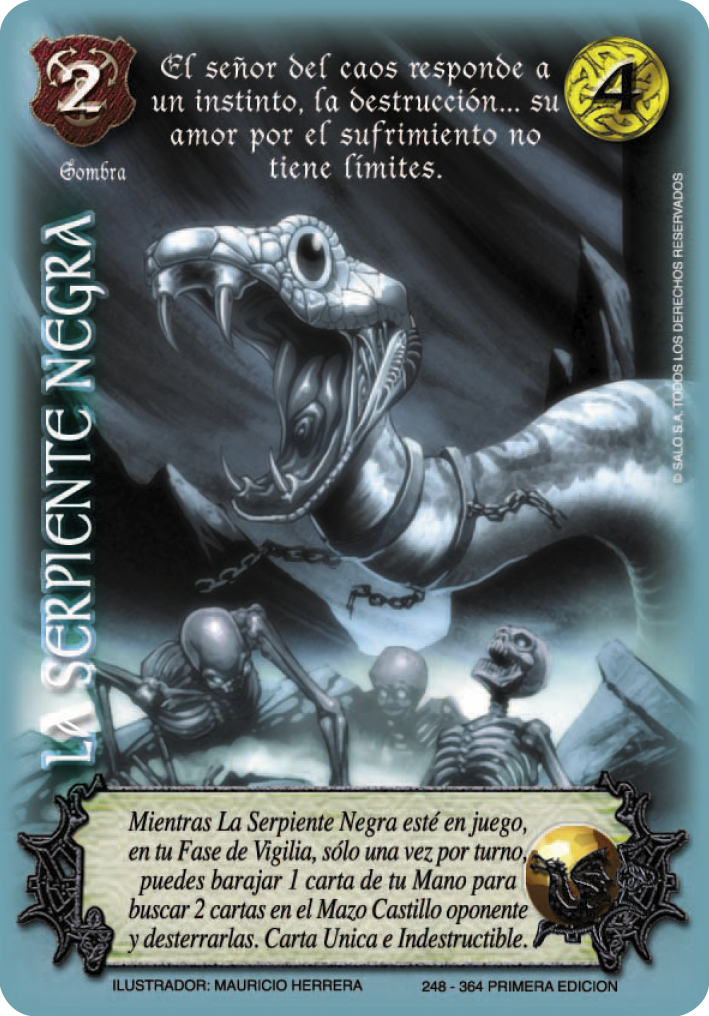 2
El señor del caos responde a
un instinto, la destrucción... su
amor por el sufrimiento no
tiene límites.
4
Sombra
LA SERPIENTE NEGRA
© SALO S.A. TODOS LOS DERECHOS RESERVADOS
Mientras La Serpiente Negra esté en juego,
en tu Fase de Vigilia, sólo una vez por turno,
puedes barajar 1 carta de tu Mano para
buscar 2 cartas en el Mazo Castillo oponente
y desterrarlas. Carta Unica e Indestructible.
ILUSTRADOR: MAURICIO HERRERA
248 - 364 PRIMERA EDICION